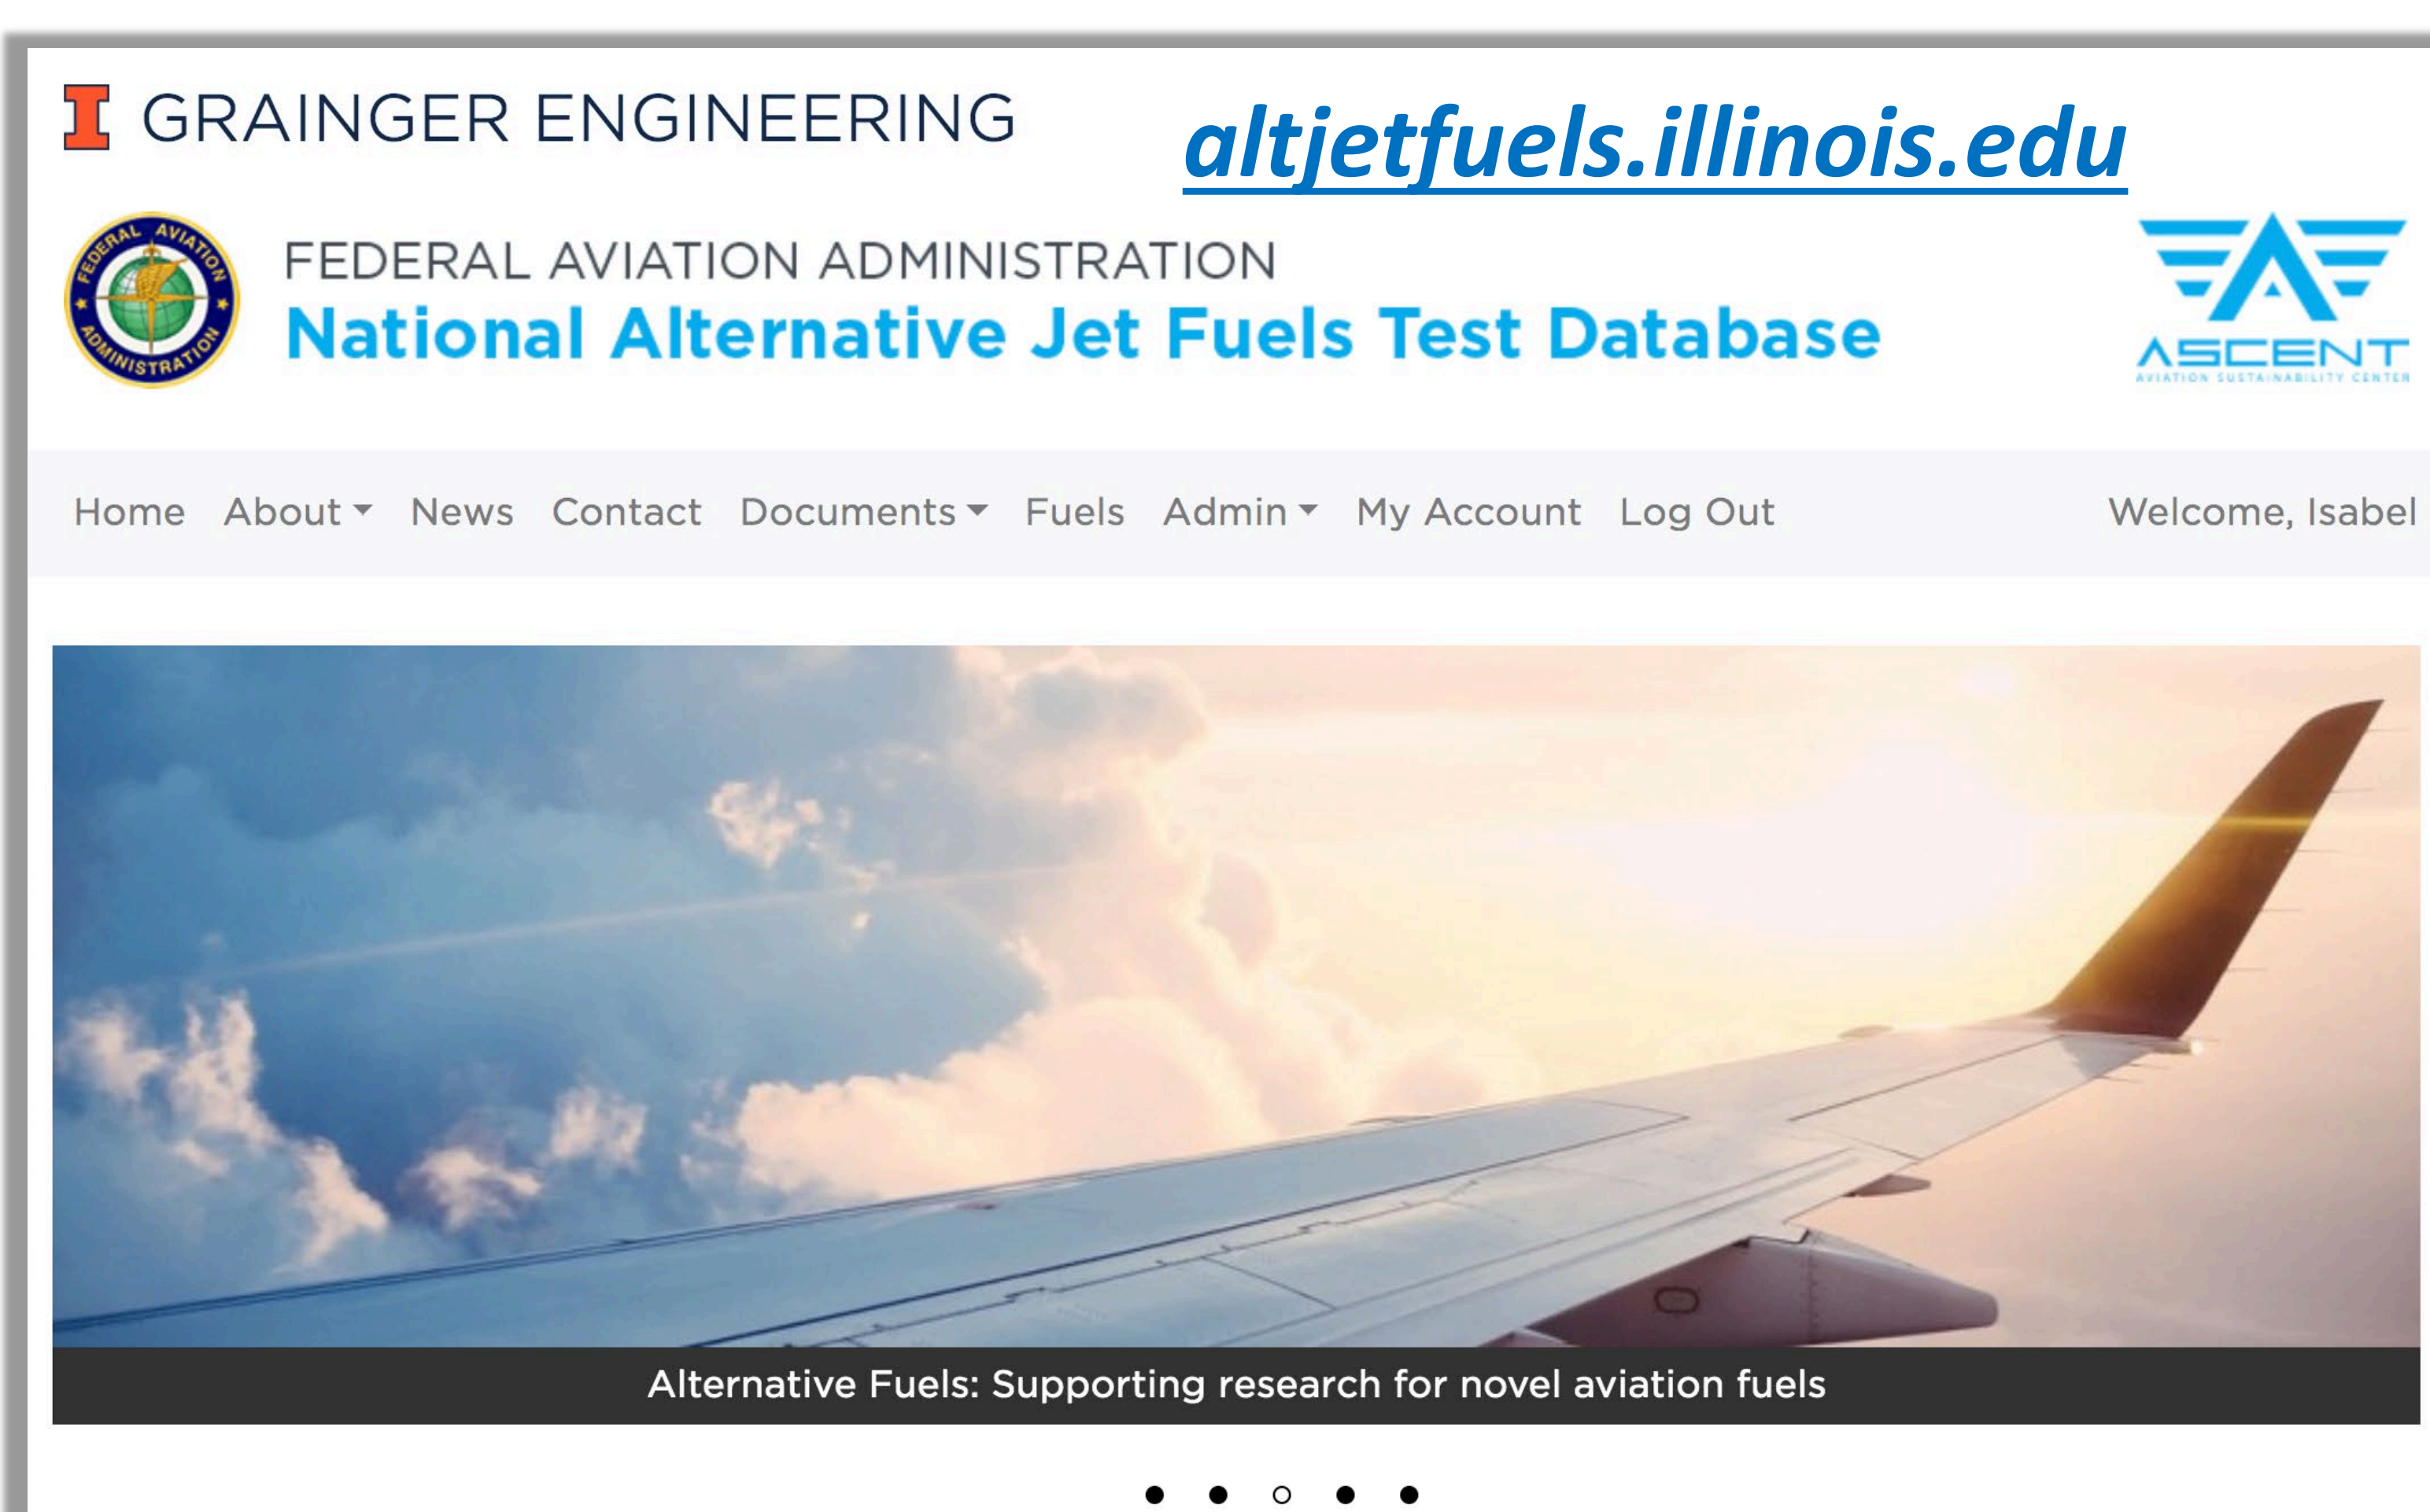 I GRAINGER ENGINEERING
altjetfuels.illinois.edu
FEDERAL AVIATION ADMINISTRATION
FEDERAL AVIATION ADMINISTRATION
National Alternative Jet Fuels Test Database
ASCENT
AVIATION SUSTAINABILITY CENTER
Home About News Contact Documents Fuels Admin My Account Log Out Welcome, Isabel
Alternative Fuels: Supporting research for novel aviation fuels